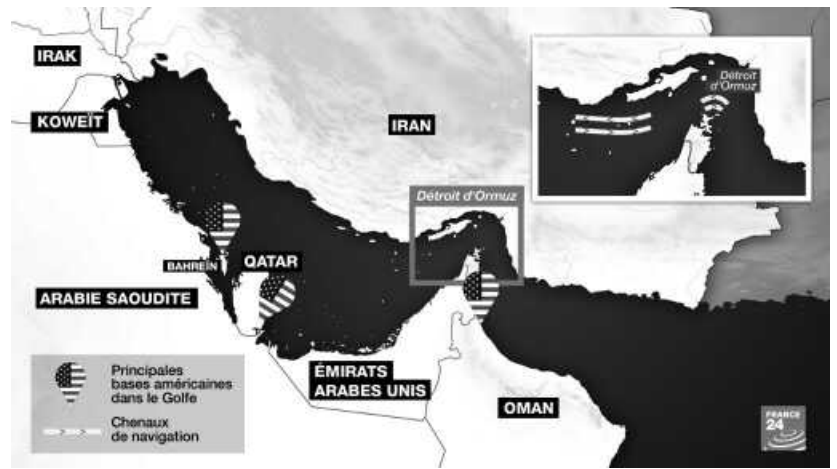 IRAK
KOWEÏT
IRAN
Détroit
d'Ormuz
Détroit d'Ormuz
BAHREÏN
QATAR
ARABIE SAOUDITE
ÉMIRATS
ARABES UNIS
OMAN
Principales
bases américaines
dans le Golfe
Chenaux
de navigation
FRANCE
24